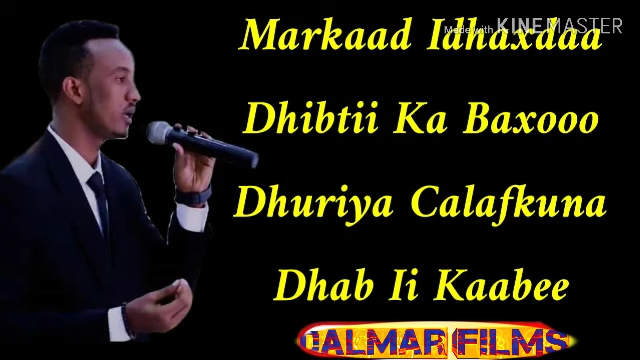 Made with KINEMASTER
Markaad Idhaxdaa
Dhibtii Ka Baxooo
Dhuriya Calafkuna
Dhab Ii Kaabee
CALMAR FILMS